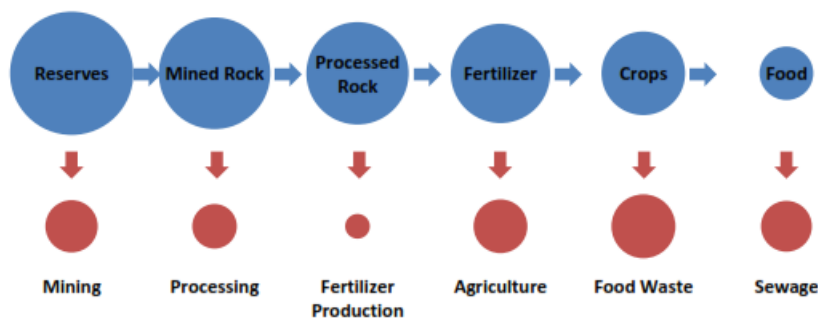 Reserves
Mined Rock
Processed
Rock
Fertilizer
Crops
Food
Mining
Processing
Fertilizer
Production
Agriculture
Food Waste
Sewage